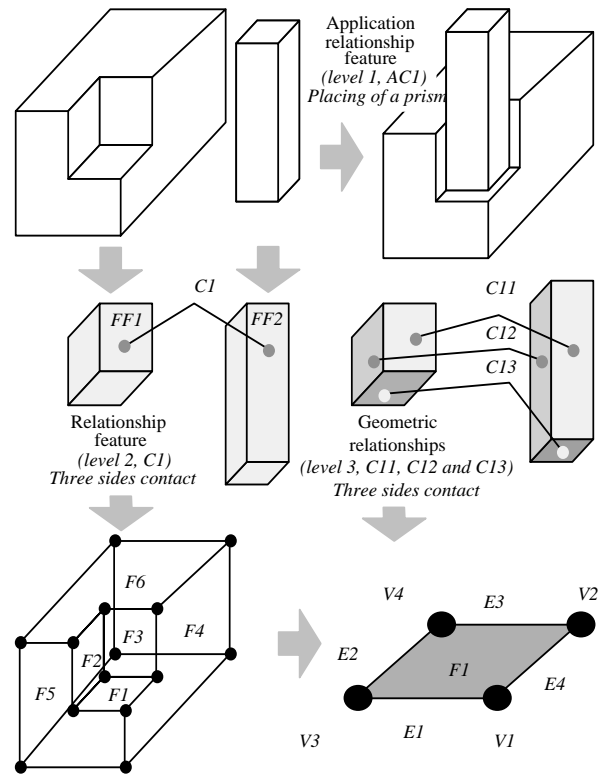 Application
relationship
feature
(level 1, AC1)
Placing of a prism
C1
FF1
FF2
C11
C12
C13
Relationship
feature
(level 2, C1)
Three sides contact
Geometric
relationships
(level 3, C11, C12 and C13)
Three sides contact
F6
F3
F4
F2
F5
F1
V4
E3
V2
E2
F1
E4
V3
E1
V1